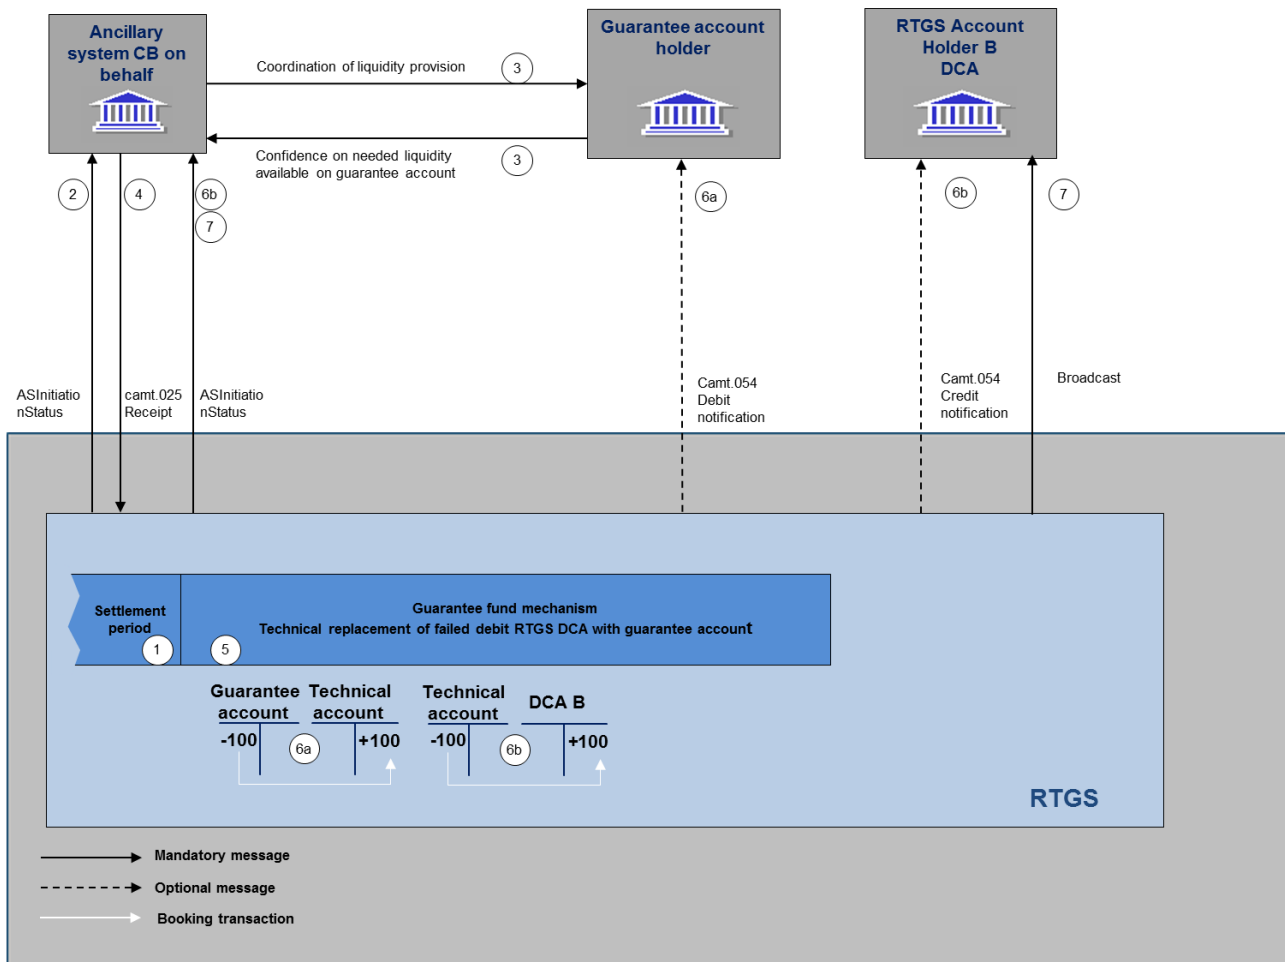 Ancillary
system CB on
behalf
Guarantee account
holder
RTGS Account
Holder B
DCA
Coordination of liquidity provision
3
Confidence on needed liquidity
available on guarantee account
3
2
4
6b
7
6a
6b
7
ASInitiatio
nStatus
camt.025
Receipt
ASInitiatio
nStatus
Camt.054
Debit
notification
Camt.054
Credit
notification
Broadcast
Settlement
period
1
Guarantee fund mechanism
Technical replacement of failed debit RTGS DCA with guarantee account
5
Guarantee
account
Technical
account
-100
6a
+100
Technical
account
DCA B
-100
6b
+100
RTGS
Mandatory message
Optional message
Booking transaction